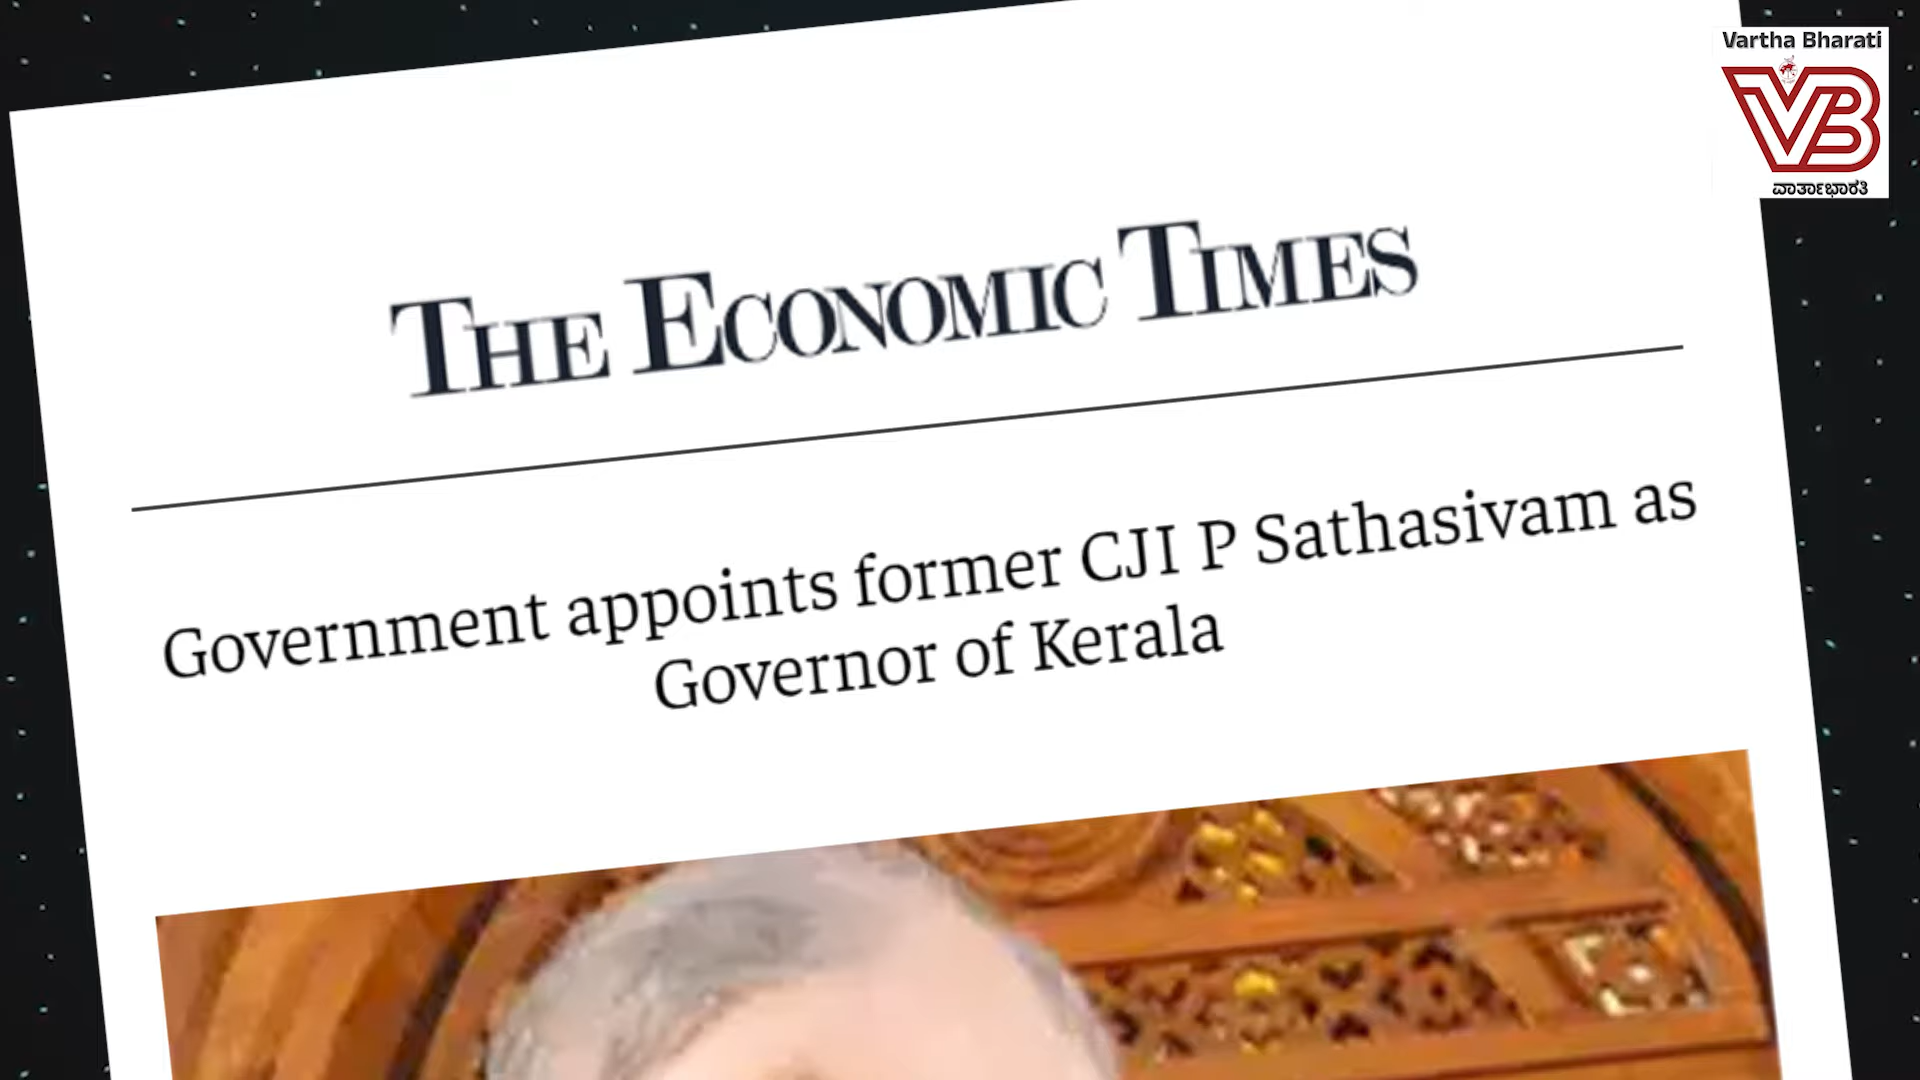 Vartha Bharati
VB
ವಾರ್ತಾಭಾರತಿ
THE ECONOMIC TIMES
Government appoints former CJI P Sathasivam as
Governor of Kerala